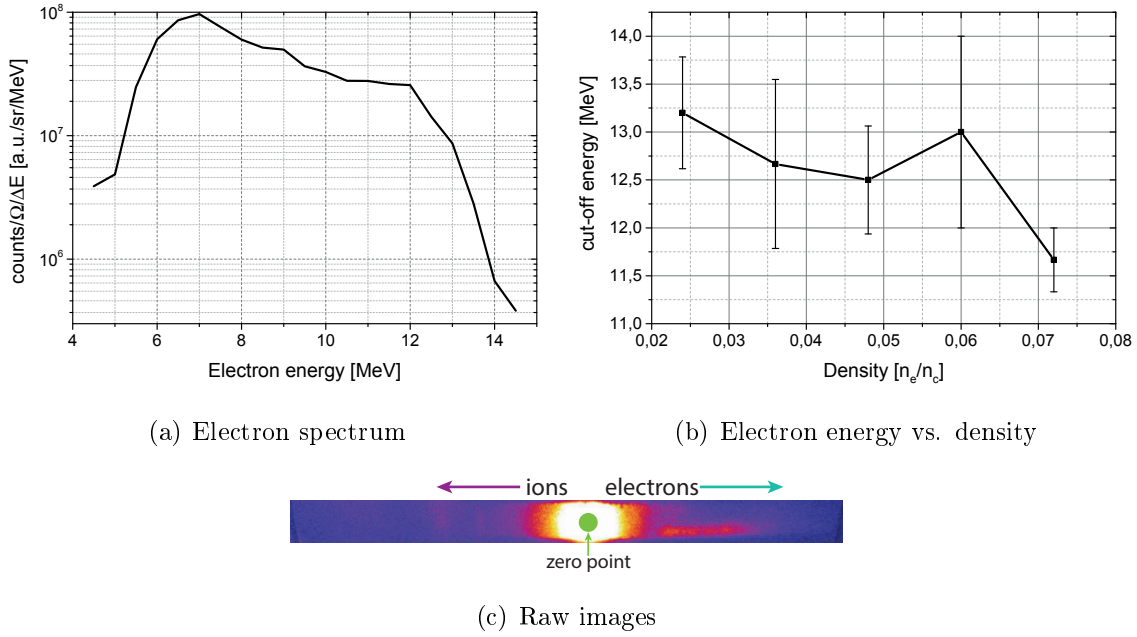 10⁸
10⁷
10⁶
counts/Ω/ΔE [a.u./sr/MeV]
4 6 8 10 12 14
Electron energy [MeV]
(a) Electron spectrum
14,0
13,5
13,0
12,5
12,0
11,5
11,0
cut-off energy [MeV]
0,02 0,03 0,04 0,05 0,06 0,07 0,08
Density [nₑ/n꜀]
(b) Electron energy vs. density
ions electrons
zero point
(c) Raw images